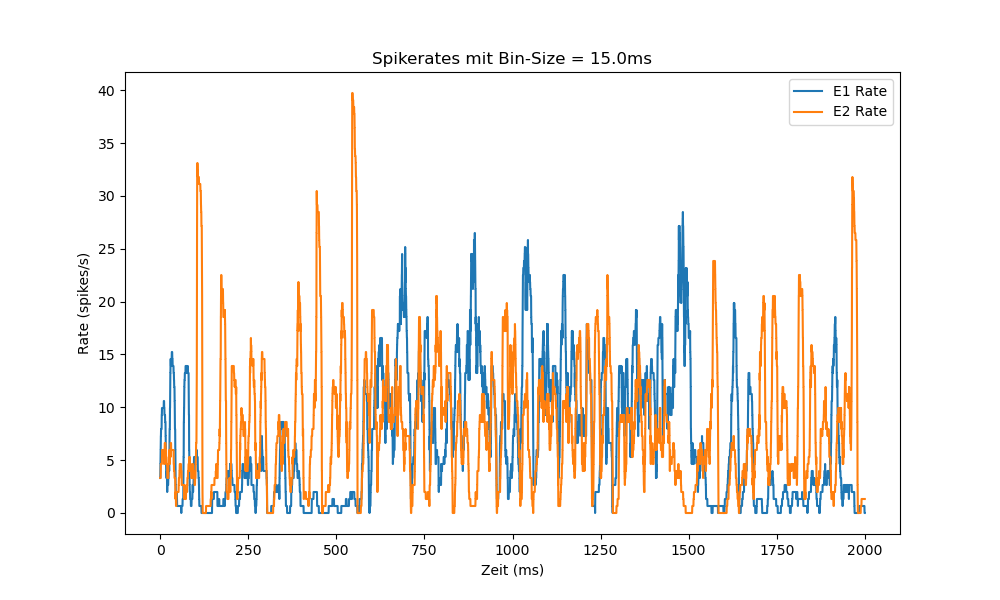 Spikerates mit Bin-Size = 15.0ms
E1 Rate
E2 Rate
Rate (spikes/s)
40
35
30
25
20
15
10
5
0
0 250 500 750 1000 1250 1500 1750 2000
Zeit (ms)